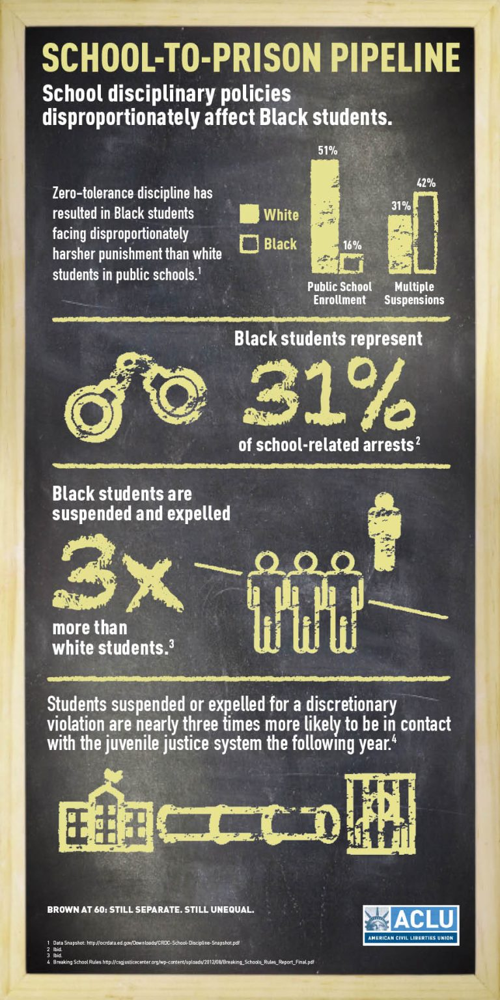 SCHOOL-TO-PRISON PIPELINE
School disciplinary policies
disproportionately affect Black students.
Zero-tolerance discipline has
resulted in Black students
facing disproportionately
harsher punishment than white
students in public schools.1
White
Black
51%
16%
31%
42%
Public School
Enrollment
Multiple
Suspensions
Black students represent
31%
of school-related arrests2
Black students are
suspended and expelled
3x
more than
white students.3
Students suspended or expelled for a discretionary
violation are nearly three times more likely to be in contact
with the juvenile justice system the following year.4
BROWN AT 60: STILL SEPARATE. STILL UNEQUAL.
ACLU
AMERICAN CIVIL LIBERTIES UNION
1 Data Snapshot: http://ocrdata.ed.gov/Downloads/CRDC-School-Discipline-Snapshot.pdf
2 Ibid.
3 Ibid.
4 Breaking School Rules http://csgjusticecenter.org/wp-content/uploads/2012/08/Breaking_Schools_Rules_Report_Final.pdf